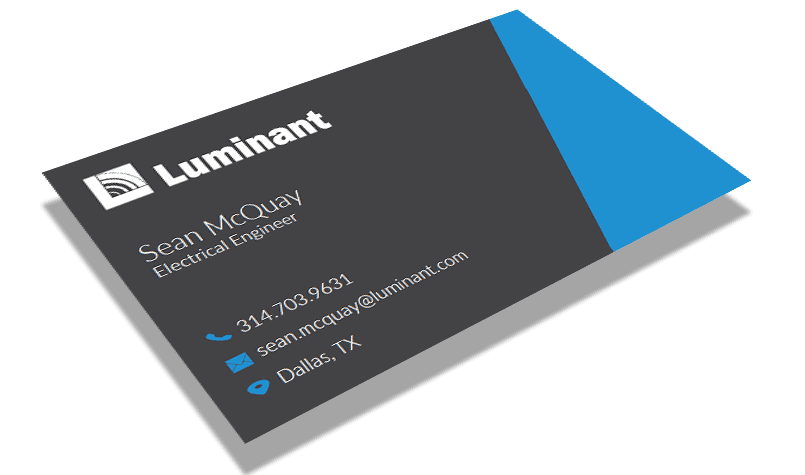 Luminant
Sean McQuay
Electrical Engineer
314.703.9631
sean.mcquay@luminant.com
Dallas, TX